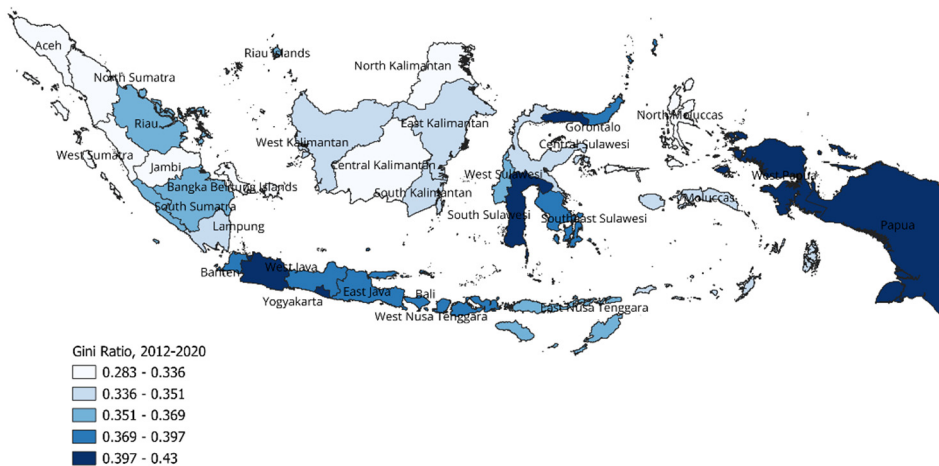 Aceh
Riau Islands
North Kalimantan
North Sumatra
Riau
North Moluccas
East Kalimantan
Gorontalo
West Kalimantan
Central Sulawesi
West Sumatra
Jambi
Central Kalimantan
West Sulawesi
West Papua
Bangka Belitung Islands
South Kalimantan
Moluccas
South Sumatra
South Sulawesi
Southeast Sulawesi
Lampung
Papua
West Java
Banten
East Java
Bali
Yogyakarta
East Nusa Tenggara
West Nusa Tenggara
Gini Ratio, 2012-2020
0.283 - 0.336
0.336 - 0.351
0.351 - 0.369
0.369 - 0.397
0.397 - 0.43